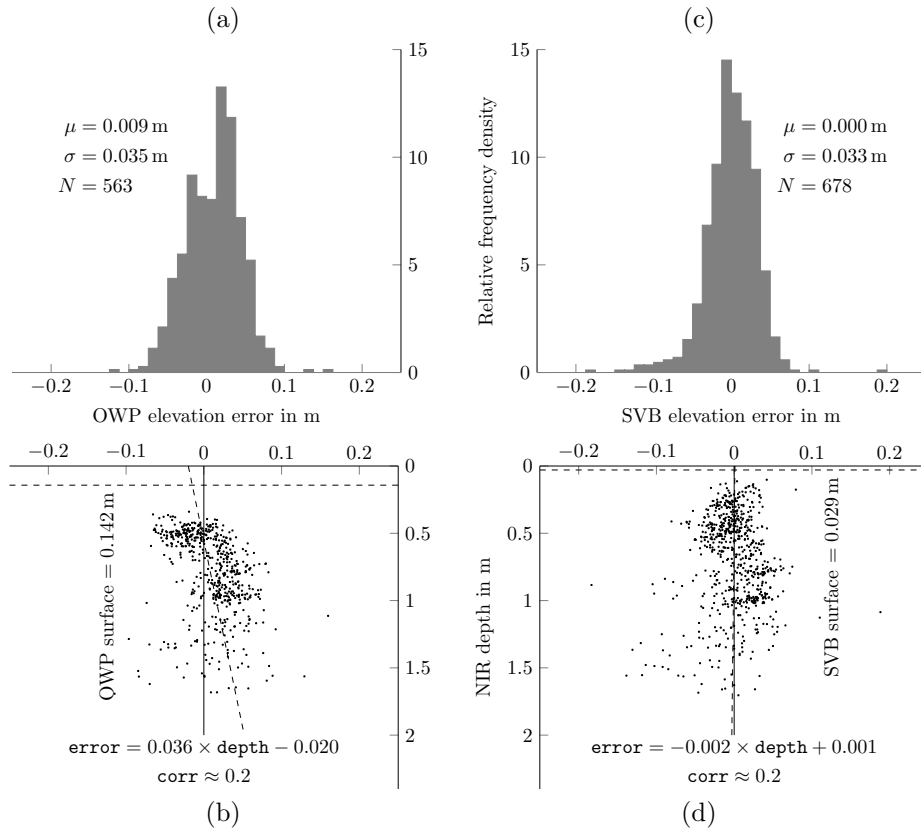 (a)
15
10
5
0
μ = 0.009 m
σ = 0.035 m
N = 563
−0.2 −0.1 0 0.1 0.2
OWP elevation error in m
(c)
15
10
5
0
Relative frequency density
μ = 0.000 m
σ = 0.033 m
N = 678
−0.2 −0.1 0 0.1 0.2
SVB elevation error in m
−0.2 −0.1 0 0.1 0.2
0
0.5
1
1.5
2
OWP surface = 0.142 m
error = 0.036 × depth − 0.020
corr ≈ 0.2
(b)
−0.2 −0.1 0 0.1 0.2
0
0.5
1
1.5
2
NIR depth in m
SVB surface = 0.029 m
error = −0.002 × depth + 0.001
corr ≈ 0.2
(d)